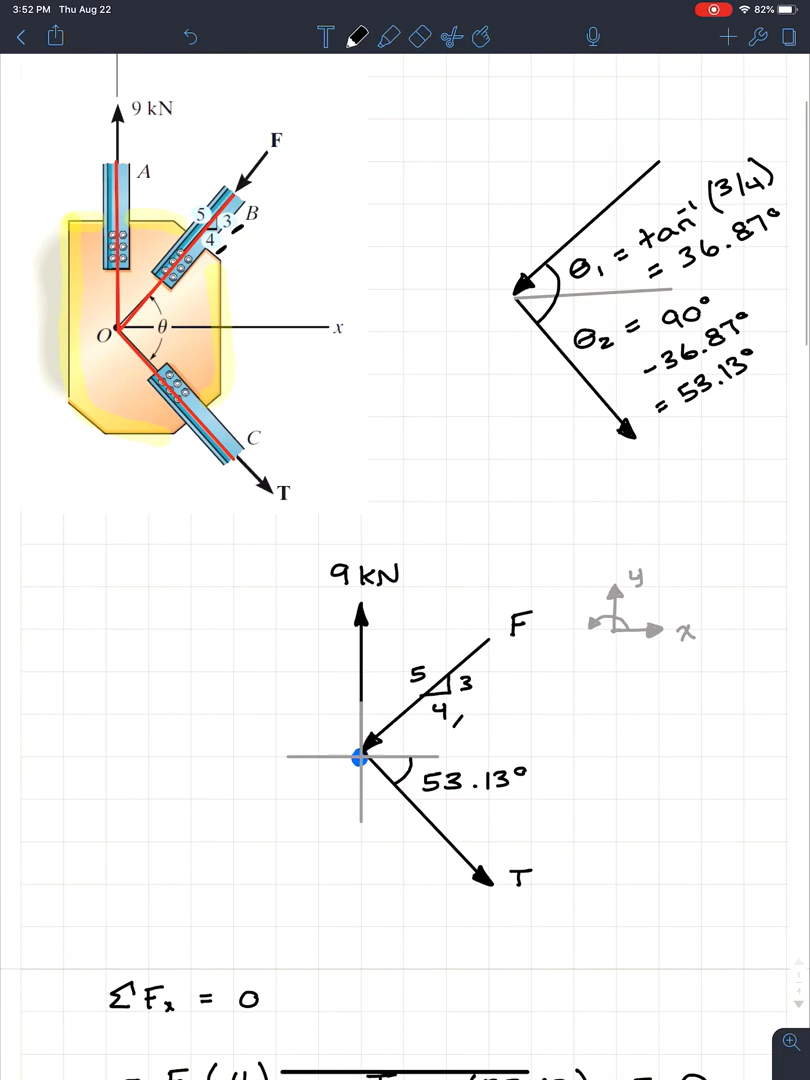 3:52 PM Thu Aug 22
82%
9 kN
A
F
B
5
3
4
O
θ
x
C
T
θ₁ = tan⁻¹ (3/4)
= 36.87°
θ₂ = 90°
-36.87°
= 53.13°
9 kN
F
5
3
4
53.13°
T
y
x
ΣFₓ = 0